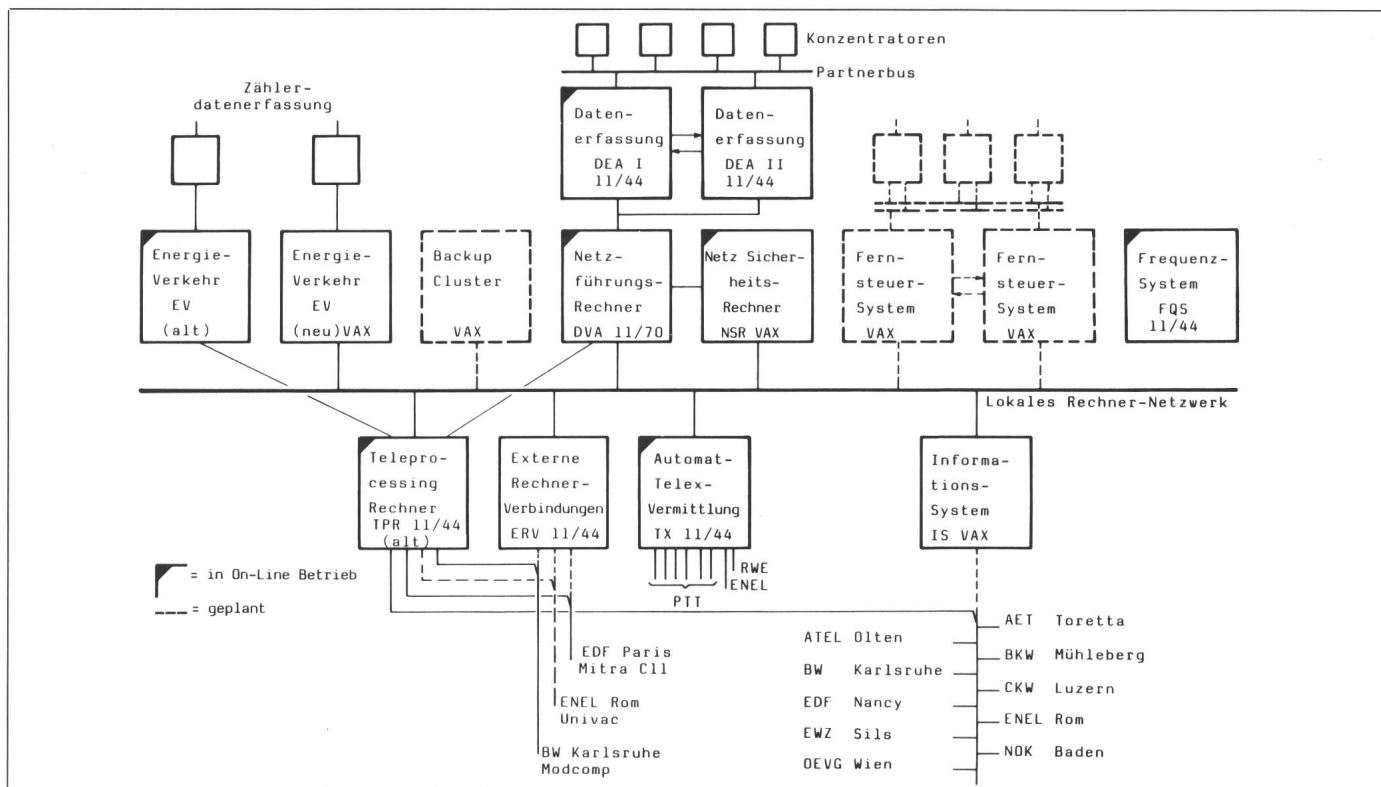 Konzentratoren
Partnerbus
Zähler-
datenerfassung
Daten-
erfassung
DEA I
11/44
Daten-
erfassung
DEA II
11/44
Energie-
Verkehr
EV
(alt)
Energie-
Verkehr
EV
(neu)VAX
Backup
Cluster
VAX
Netz-
führungs-
Rechner
DVA 11/70
Netz Sicher-
heits-
Rechner
NSR VAX
Fern-
steuer-
System
VAX
Fern-
steuer-
System
VAX
Frequenz-
System
FQS
11/44
Lokales Rechner-Netzwerk
Telepro-
cessing
Rechner
TPR 11/44
(alt)
Externe
Rechner-
Verbindungen
ERV 11/44
Automat-
Telex-
Vermittlung
TX 11/44
Informa-
tions-
System
IS VAX
= in On-Line Betrieb
= geplant
RWE
ENEL
PTT
EDF Paris
Mitra Cll
ENEL Rom
Univac
BW Karlsruhe
Modcomp
AET Toretta
ATEL Olten
BKW Mühleberg
BW Karlsruhe
CKW Luzern
EDF Nancy
ENEL Rom
EWZ Sils
NOK Baden
OEVG Wien